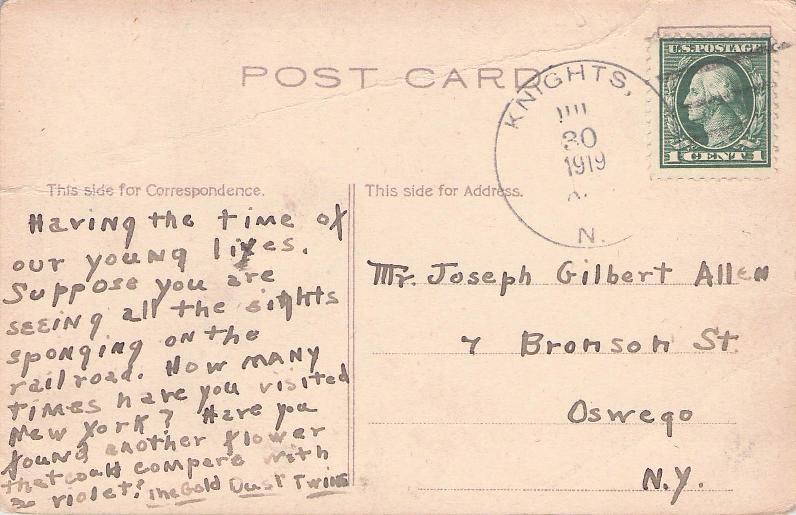 POST CARD
KNIGHTS,
30
1919
N.
U.S. POSTAGE
1 CENT 1
This side for Correspondence.
This side for Address.
Having the time of
our young lives.
Suppose you are
seeing all the sights
sponging on the
railroad. How many
times have you visited
New York? Have you
found another flower
that could compare with
a violet? The Gold Dust Twins
Mr. Joseph Gilbert Allen
7 Bronson St.
Oswego
N.Y.